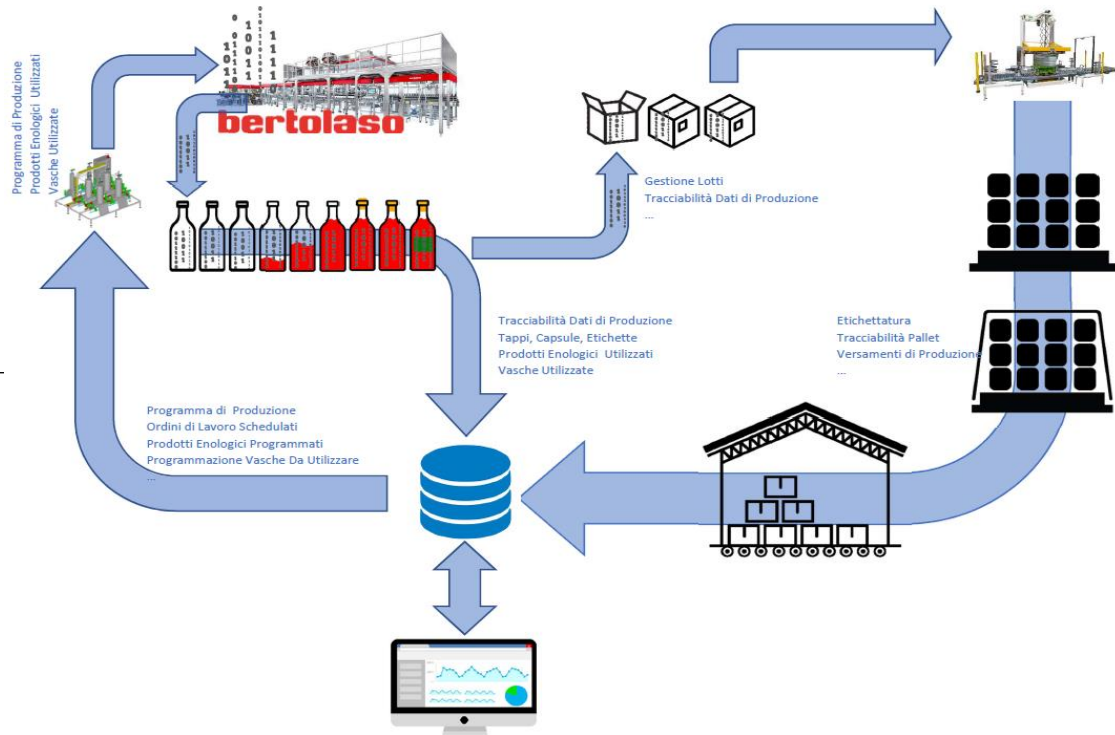 Programma di Produzione
Prodotti Enologici Utilizzati
Vasche Utilizzate
bertolaso
Gestione Lotti
Tracciabilità Dati di Produzione
...
Tracciabilità Dati di Produzione
Tappi, Capsule, Etichette
Prodotti Enologici Utilizzati
Vasche Utilizzate
Etichettatura
Tracciabilità Pallet
Versamenti di Produzione
...
Programma di Produzione
Ordini di Lavoro Schedulati
Prodotti Enologici Programmati
Programmazione Vasche Da Utilizzare
...